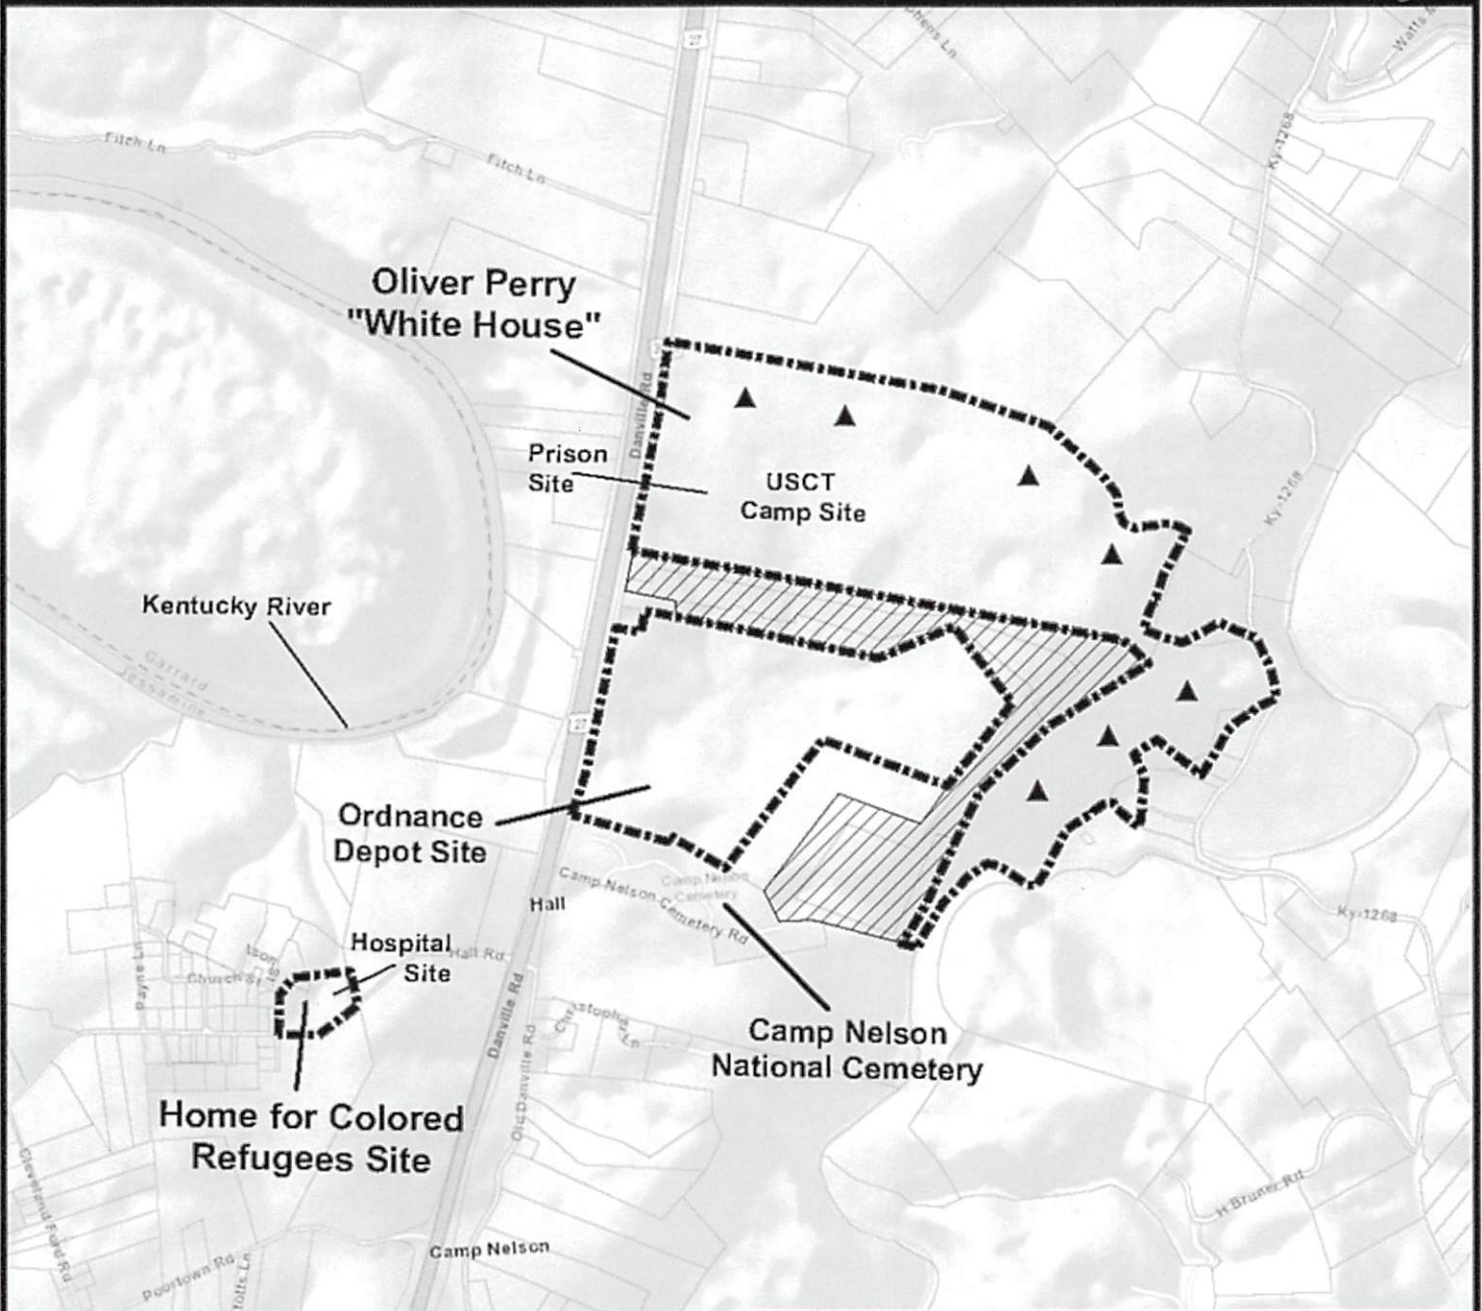 27
Watts
Ky-1268
Fitch Ln
Fitch Ln
Oliver Perry
"White House"
Danville Rd
Prison
Site
USCT
Camp Site
Ky-1268
Kentucky River
Garrard
Jessamine
27
Ordnance
Depot Site
Camp Nelson Cemetery Rd
Camp Nelson
Cemetery
Hall
Ky-1268
Hospital
Site
Hall Rd
Church St
Payne Ln
Danville Rd
Old Danville Rd
Camp Nelson
National Cemetery
Home for Colored
Refugees Site
H Bruner Rd
Cleveland Ford Rd
Camp Nelson
Poortown Rd